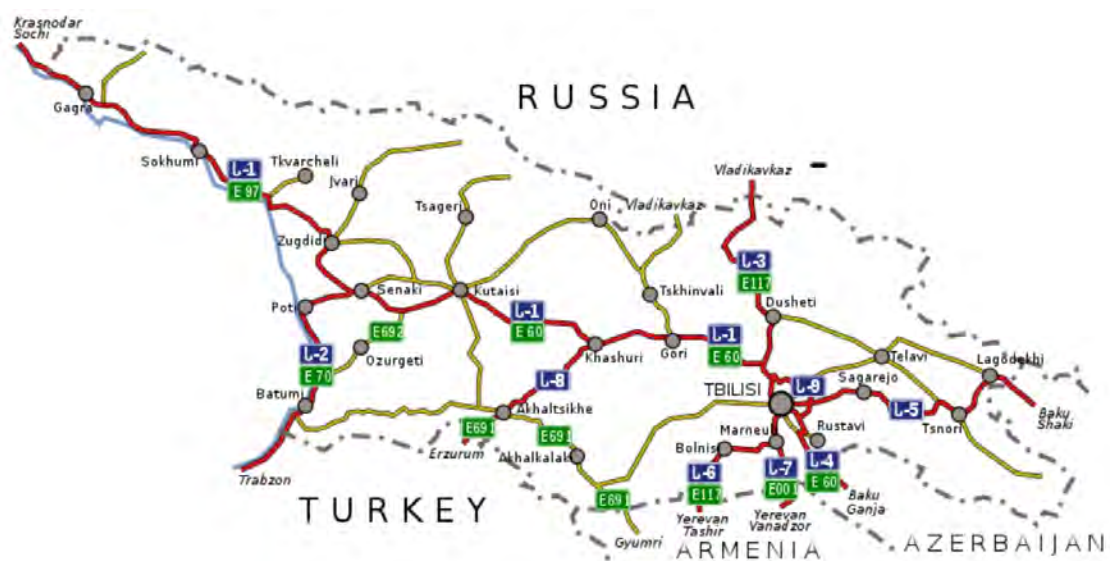 Krasnodar
Sochi
RUSSIA
Gagra
Sokhumi
Tkvarcheli
ს-1
E 97
Jvari
Vladikavkaz
Tsageri
Oni
Vladikavkaz
Zugdidi
ს-3
E117
Senaki
Kutaisi
Tskhinvali
Dusheti
Poti
E692
ს-1
E 60
ს-1
E 60
Khashuri
Gori
Ozurgeti
ს-2
E 70
Telavi
Lagodekhi
ს-8
ს-9
TBILISI
Sagarejo
Batumi
Akhaltsikhe
ს-5
Tsnori
Baku
Shaki
E691
E691
Marneu
Rustavi
Erzurum
Bolnis
Akhalkalak
Trabzon
ს-6
E117
ს-7
E001
ს-4
E 60
E691
TURKEY
Baku
Ganja
Yerevan
Tashir
Yerevan
Vanadzor
Gyumri
ARMENIA
AZERBAIJAN